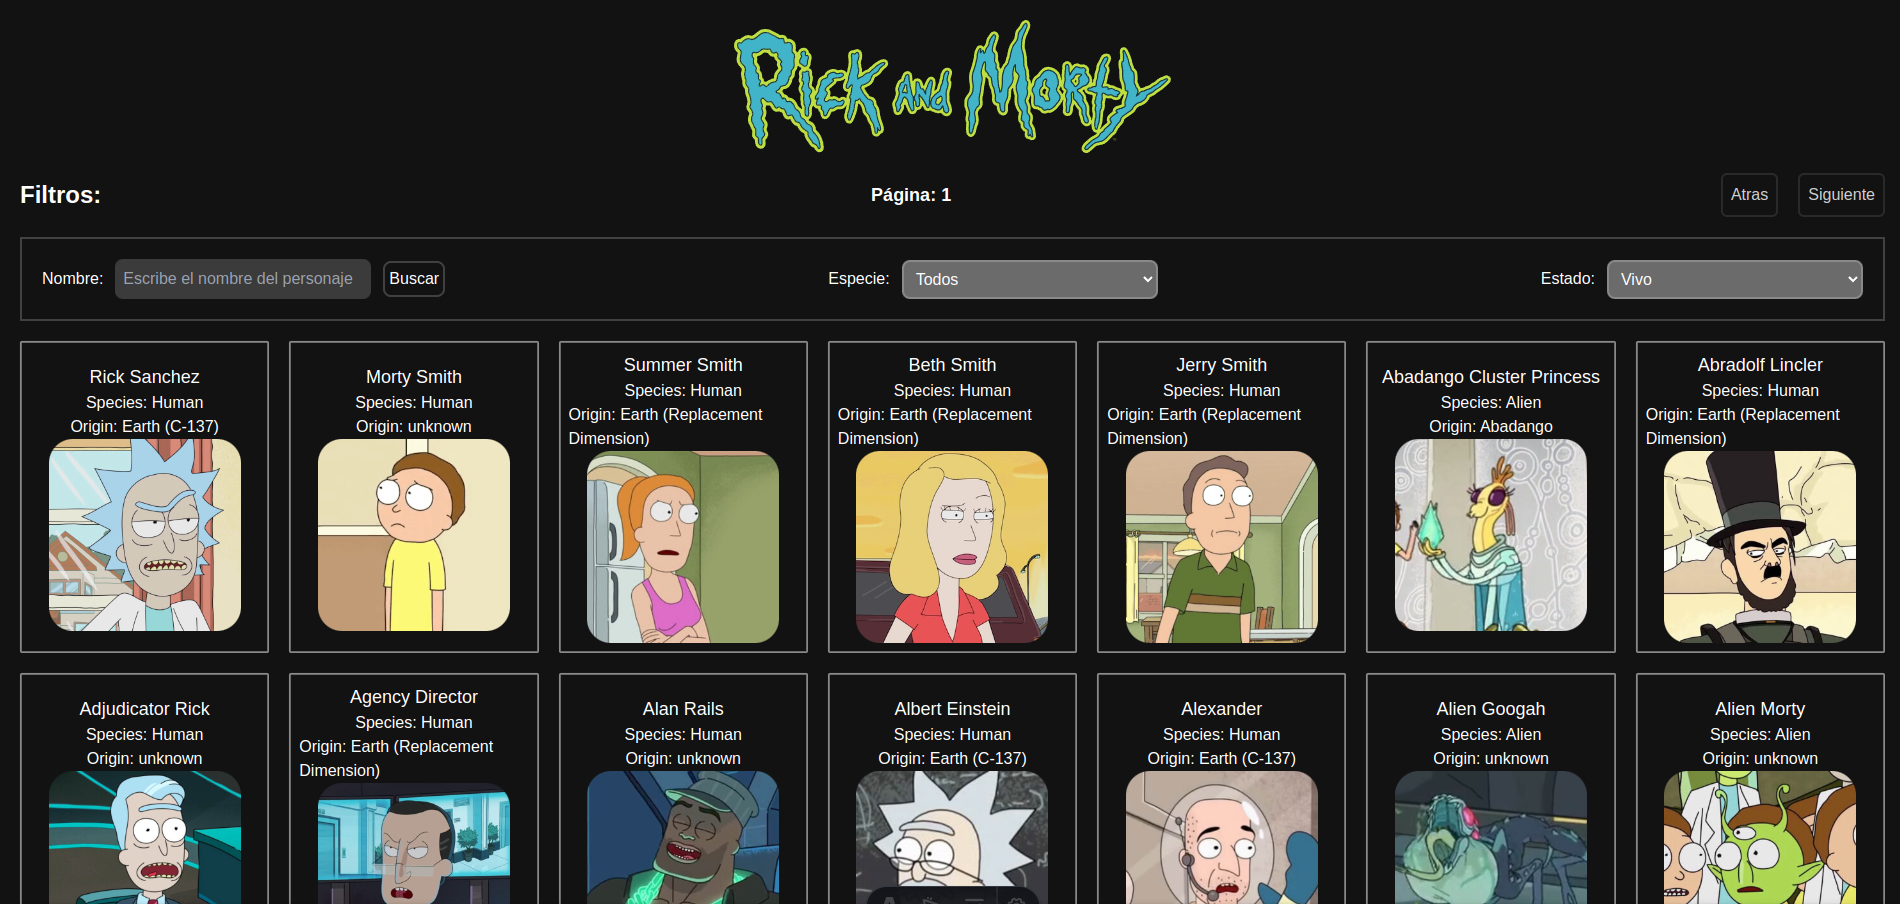 Rick and Morty
Filtros:
Página: 1
Atras
Siguiente
Nombre:
Escribe el nombre del personaje
Buscar
Especie:
Todos
Estado:
Vivo
Rick Sanchez
Species: Human
Origin: Earth (C-137)
Morty Smith
Species: Human
Origin: unknown
Summer Smith
Species: Human
Origin: Earth (Replacement
Dimension)
Beth Smith
Species: Human
Origin: Earth (Replacement
Dimension)
Jerry Smith
Species: Human
Origin: Earth (Replacement
Dimension)
Abadango Cluster Princess
Species: Alien
Origin: Abadango
Abradolf Lincler
Species: Human
Origin: Earth (Replacement
Dimension)
Adjudicator Rick
Species: Human
Origin: unknown
Agency Director
Species: Human
Origin: Earth (Replacement
Dimension)
Alan Rails
Species: Human
Origin: unknown
Albert Einstein
Species: Human
Origin: Earth (C-137)
Alexander
Species: Human
Origin: Earth (C-137)
Alien Googah
Species: Alien
Origin: unknown
Alien Morty
Species: Alien
Origin: unknown